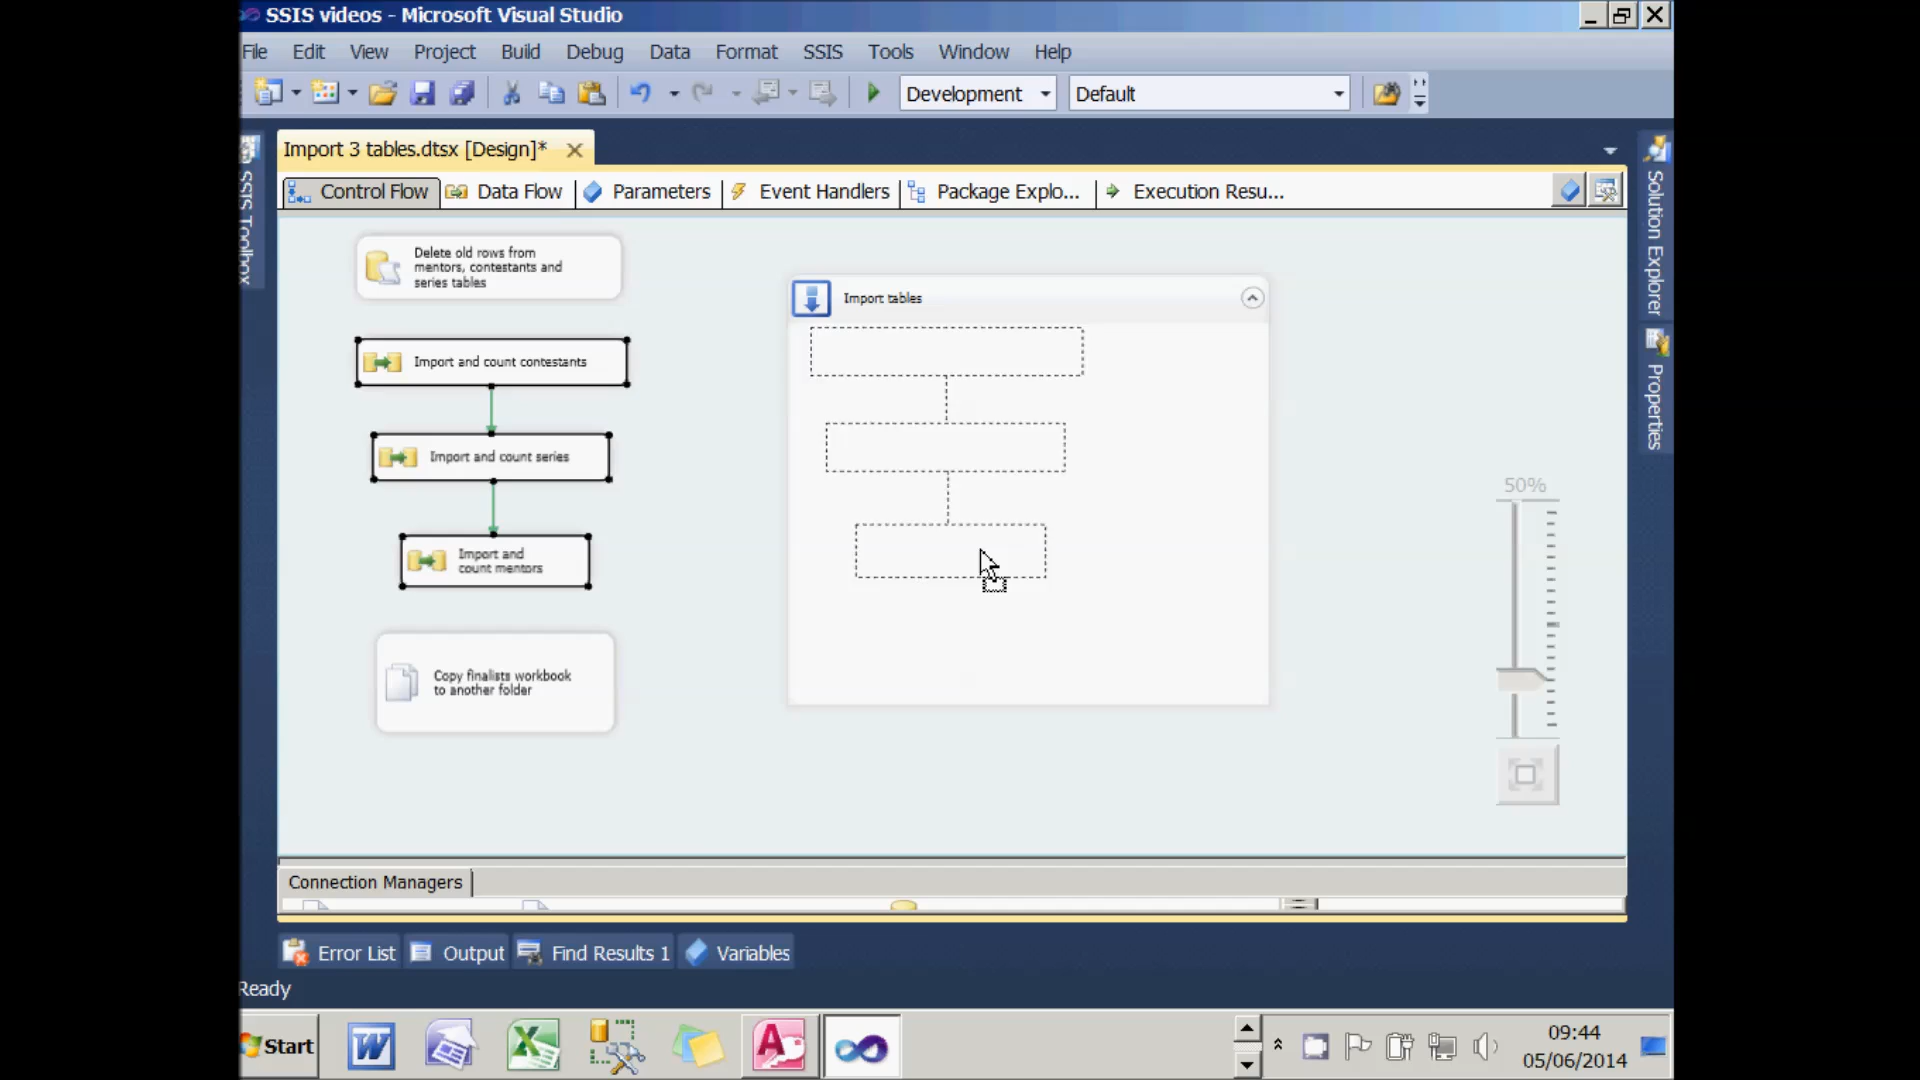 SSIS videos - Microsoft Visual Studio
File Edit View Project Build Debug Data Format SSIS Tools Window Help
Development Default
Import 3 tables.dtsx [Design]*
Control Flow Data Flow Parameters Event Handlers Package Explo... Execution Resu...
SSIS Toolbox
Solution Explorer
Properties
Delete old rows from
mentors, contestants and
series tables
Import and count contestants
Import and count series
Import and
count mentors
Copy finalists workbook
to another folder
Import tables
50%
Connection Managers
Error List Output Find Results 1 Variables
Ready
Start
09:44
05/06/2014